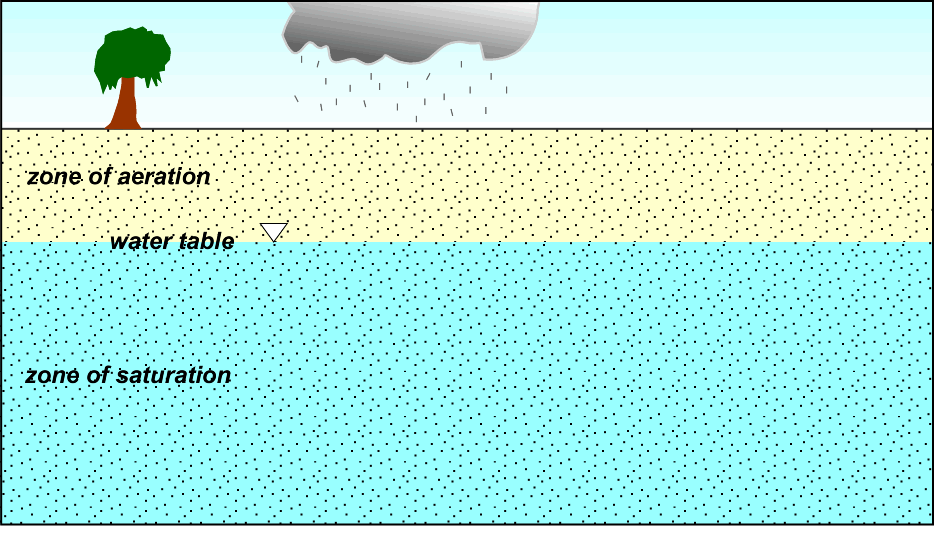 zone of aeration
water table
zone of saturation